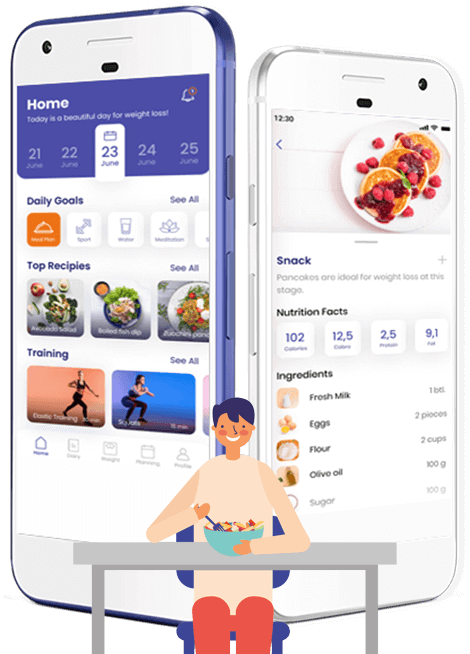 Home
Today is a beautiful day for weight loss!
21 22 23 24 25
June June June June June
Daily Goals See All
Meal Plan Sport Water Meditation
Top Recipies See All
Avocado Salad Boiled fish dip Zucchini panc
Training See All
Elastic Training Squats 15 min
Home Diary Weight Planning Profile
12:30
Snack +
Pancakes are ideal for weight loss at this
stage.
Nutrition Facts
102 12,5 2,5 9,1
Calories Carbs Protein Fat
Ingredients
Fresh Milk 1 btl.
Eggs 2 pieces
Flour 2 cups
Olive oil 100 g
Sugar 100 g